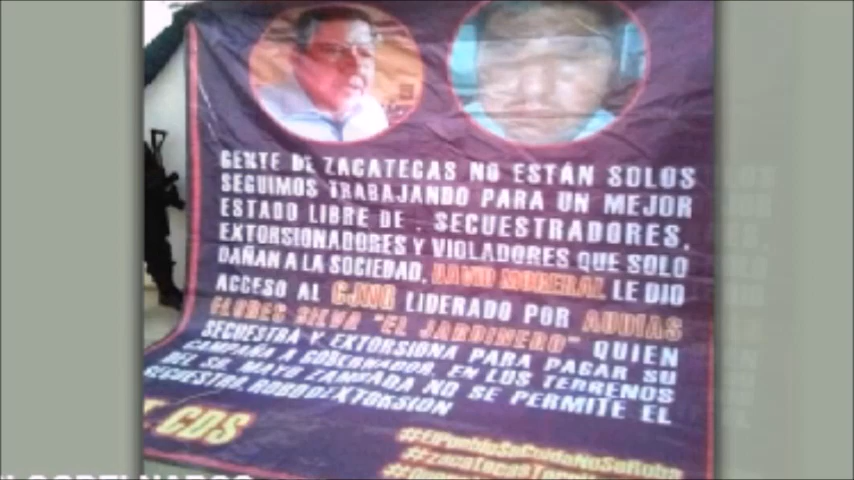 GENTE DE ZACATECAS NO ESTÁN SOLOS
SEGUIMOS TRABAJANDO PARA UN MEJOR
ESTADO LIBRE DE . SECUESTRADORES,
EXTORSIONADORES Y VIOLADORES QUE SOLO
DAÑAN A LA SOCIEDAD. DAVID MONREAL LE DIO
ACCESO AL CJNG LIDERADO POR AUDIAS
FLORES SILVA "EL JARDINERO" QUIEN
SECUESTRA Y EXTORSIONA PARA PAGAR SU
CAMPAÑA A GOBERNADOR. EN LOS TERRENOS
DEL SR. MAYO ZAMBADA NO SE PERMITE EL
SECUESTRO, ROBO
CDS
#ElPuebloSeCuidaNoSeRoba